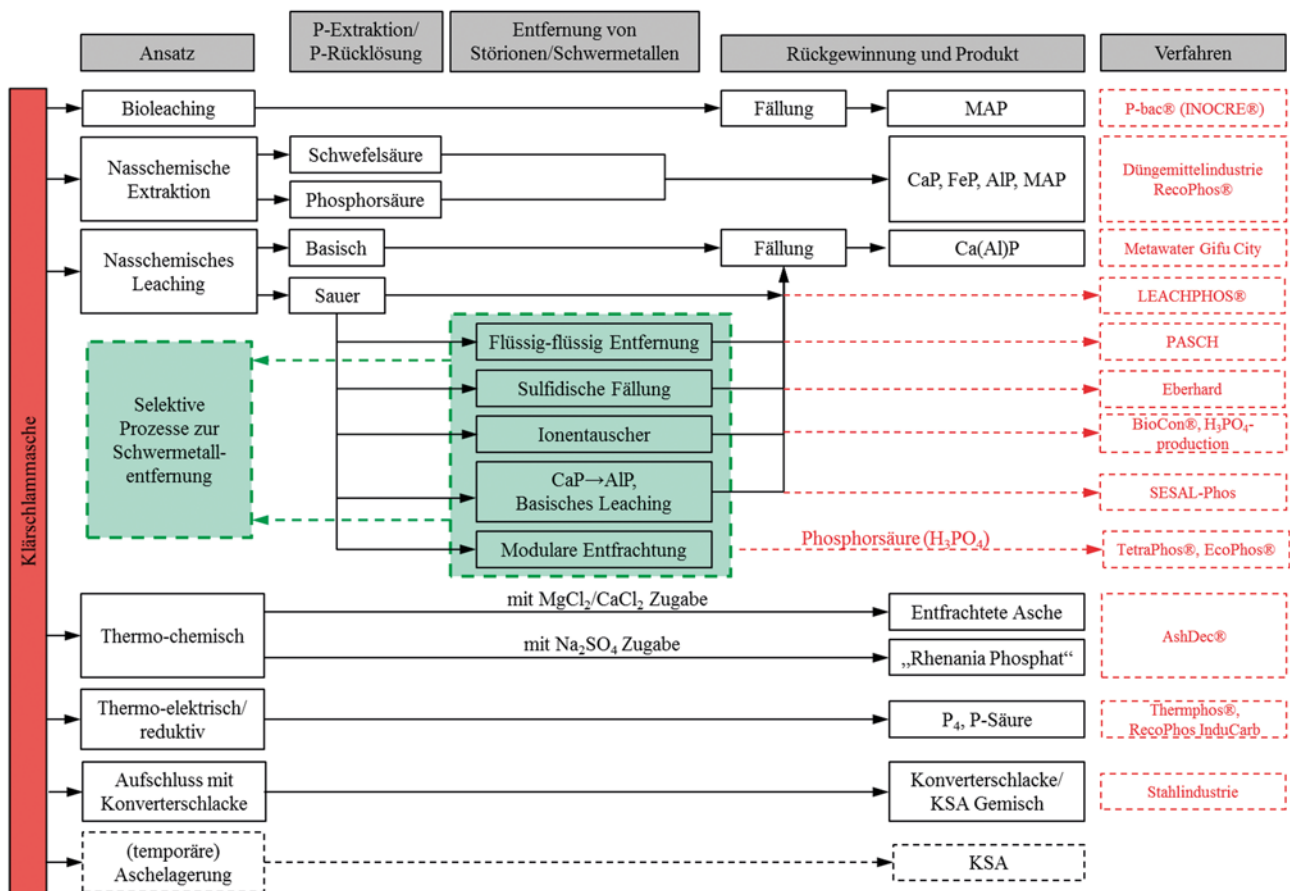 Ansatz
P-Extraktion/
P-Rücklösung
Entfernung von
Störionen/Schwermetallen
Rückgewinnung und Produkt
Verfahren
Klärschlammasche
Bioleaching
Fällung
MAP
P-bac® (INOCRE®)
Nasschemische
Extraktion
Schwefelsäure
Phosphorsäure
CaP, FeP, AlP, MAP
Düngemittelindustrie
RecoPhos®
Nasschemisches
Leaching
Basisch
Fällung
Ca(Al)P
Metawater Gifu City
Sauer
LEACHPHOS®
Selektive
Prozesse zur
Schwermetall-
entfernung
Flüssig-flüssig Entfernung
PASCH
Sulfidische Fällung
Eberhard
Ionentauscher
BioCon®, H₃PO₄-
production
CaP→AlP,
Basisches Leaching
SESAL-Phos
Modulare Entfrachtung
Phosphorsäure (H₃PO₄)
TetraPhos®, EcoPhos®
Thermo-chemisch
mit MgCl₂/CaCl₂ Zugabe
Entfrachtete Asche
mit Na₂SO₄ Zugabe
„Rhenania Phosphat“
AshDec®
Thermo-elektrisch/
reduktiv
P₄, P-Säure
Thermphos®,
RecoPhos InduCarb
Aufschluss mit
Konverterschlacke
Konverterschlacke/
KSA Gemisch
Stahlindustrie
(temporäre)
Aschelagerung
KSA